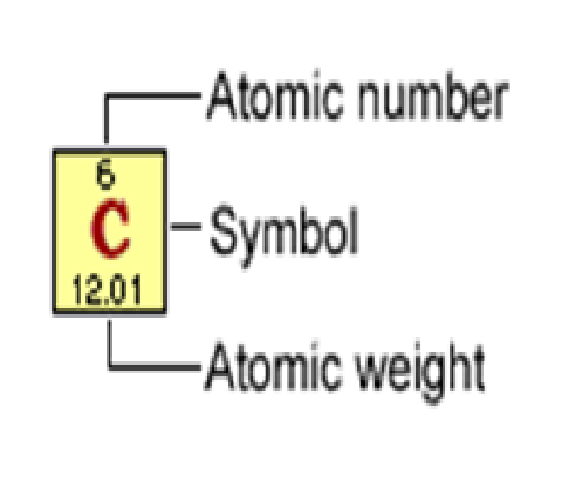 Atomic number
6
C
Symbol
12.01
Atomic weight